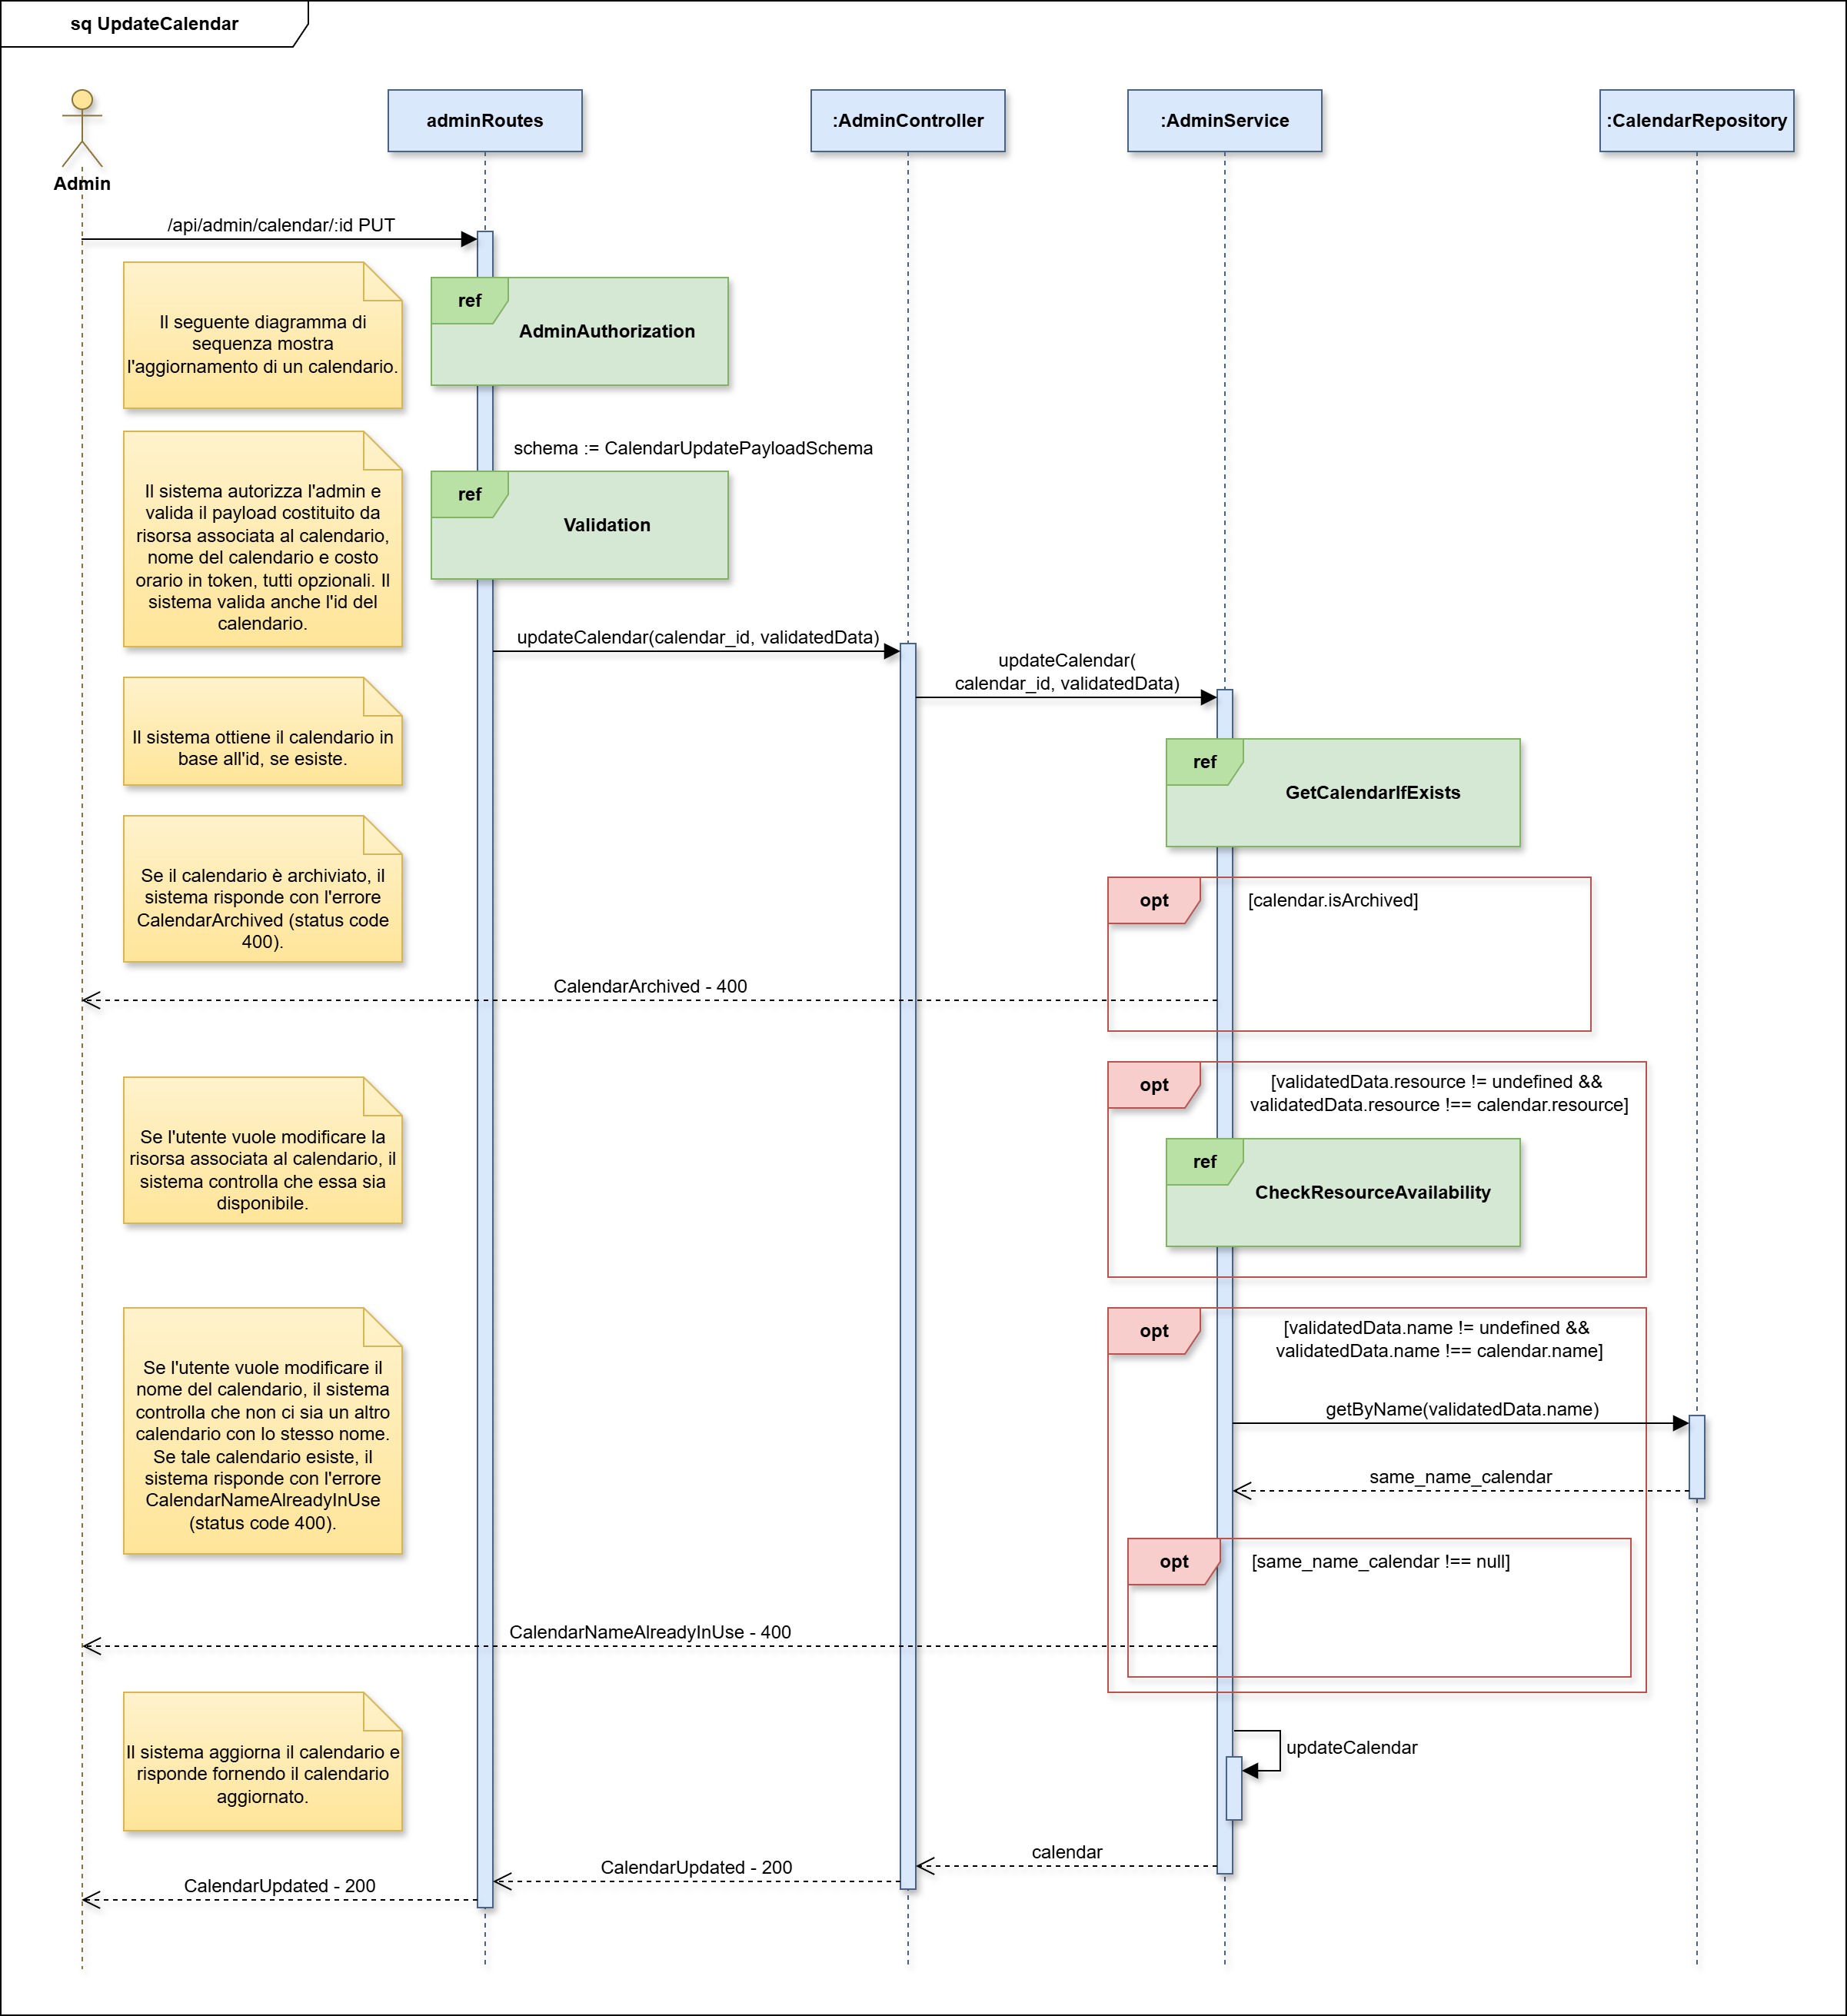 sq UpdateCalendar
Admin
adminRoutes
:AdminController
:AdminService
:CalendarRepository
/api/admin/calendar/:id PUT
Il seguente diagramma di
sequenza mostra
l'aggiornamento di un calendario.
ref
AdminAuthorization
schema := CalendarUpdatePayloadSchema
Il sistema autorizza l'admin e
valida il payload costituito da
risorsa associata al calendario,
nome del calendario e costo
orario in token, tutti opzionali. Il
sistema valida anche l'id del
calendario.
ref
Validation
updateCalendar(calendar_id, validatedData)
updateCalendar(
calendar_id, validatedData)
Il sistema ottiene il calendario in
base all'id, se esiste.
ref
GetCalendarIfExists
Se il calendario è archiviato, il
sistema risponde con l'errore
CalendarArchived (status code
400).
opt
[calendar.isArchived]
CalendarArchived - 400
opt
[validatedData.resource != undefined &&
validatedData.resource !== calendar.resource]
Se l'utente vuole modificare la
risorsa associata al calendario, il
sistema controlla che essa sia
disponibile.
ref
CheckResourceAvailability
opt
[validatedData.name != undefined &&
validatedData.name !== calendar.name]
Se l'utente vuole modificare il
nome del calendario, il sistema
controlla che non ci sia un altro
calendario con lo stesso nome.
Se tale calendario esiste, il
sistema risponde con l'errore
CalendarNameAlreadyInUse
(status code 400).
getByName(validatedData.name)
same_name_calendar
opt
[same_name_calendar !== null]
CalendarNameAlreadyInUse - 400
Il sistema aggiorna il calendario e
risponde fornendo il calendario
aggiornato.
updateCalendar
calendar
CalendarUpdated - 200
CalendarUpdated - 200